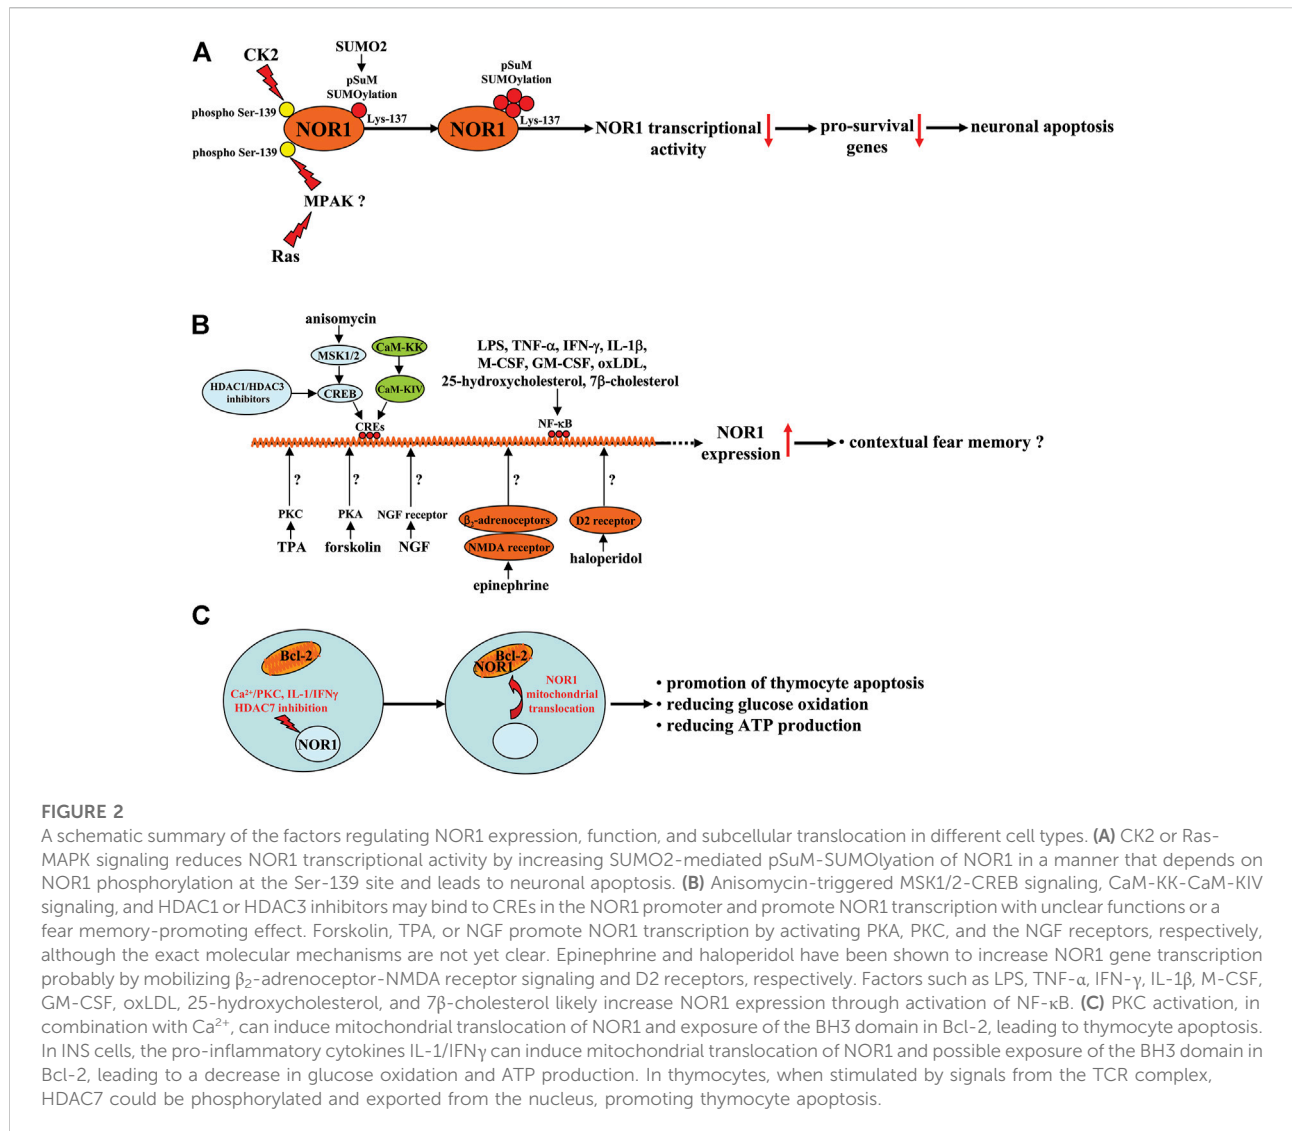 A
CK2
SUMO2
pSuM
SUMOylation
pSuM
SUMOylation
phospho Ser-139
NOR1
Lys-137
NOR1
Lys-137
NOR1 transcriptional
activity
pro-survival
genes
neuronal apoptosis
phospho Ser-139
MPAK ?
Ras
B
anisomycin
MSK1/2
CaM-KK
HDAC1/HDAC3
inhibitors
CREB
CaM-KIV
CREs
LPS, TNF-α, IFN-γ, IL-1β,
M-CSF, GM-CSF, oxLDL,
25-hydroxycholesterol, 7β-cholesterol
NF-κB
NOR1
expression
• contextual fear memory ?
? ? ? ? ?
PKC
PKA
NGF receptor
β2-adrenoceptors
D2 receptor
TPA
forskolin
NGF
NMDA receptor
haloperidol
epinephrine
C
Bcl-2
Ca²⁺/PKC, IL-1/IFNγ
HDAC7 inhibition
NOR1
Bcl-2
NOR1
NOR1
mitochondrial
translocation
• promotion of thymocyte apoptosis
• reducing glucose oxidation
• reducing ATP production
FIGURE 2
A schematic summary of the factors regulating NOR1 expression, function, and subcellular translocation in different cell types. (A) CK2 or Ras-
MAPK signaling reduces NOR1 transcriptional activity by increasing SUMO2-mediated pSuM-SUMOlyation of NOR1 in a manner that depends on
NOR1 phosphorylation at the Ser-139 site and leads to neuronal apoptosis. (B) Anisomycin-triggered MSK1/2-CREB signaling, CaM-KK-CaM-KIV
signaling, and HDAC1 or HDAC3 inhibitors may bind to CREs in the NOR1 promoter and promote NOR1 transcription with unclear functions or a
fear memory-promoting effect. Forskolin, TPA, or NGF promote NOR1 transcription by activating PKA, PKC, and the NGF receptors, respectively,
although the exact molecular mechanisms are not yet clear. Epinephrine and haloperidol have been shown to increase NOR1 gene transcription
probably by mobilizing β₂-adrenoceptor-NMDA receptor signaling and D2 receptors, respectively. Factors such as LPS, TNF-α, IFN-γ, IL-1β, M-CSF,
GM-CSF, oxLDL, 25-hydroxycholesterol, and 7β-cholesterol likely increase NOR1 expression through activation of NF-κB. (C) PKC activation, in
combination with Ca²⁺, can induce mitochondrial translocation of NOR1 and exposure of the BH3 domain in Bcl-2, leading to thymocyte apoptosis.
In INS cells, the pro-inflammatory cytokines IL-1/IFNγ can induce mitochondrial translocation of NOR1 and possible exposure of the BH3 domain in
Bcl-2, leading to a decrease in glucose oxidation and ATP production. In thymocytes, when stimulated by signals from the TCR complex,
HDAC7 could be phosphorylated and exported from the nucleus, promoting thymocyte apoptosis.